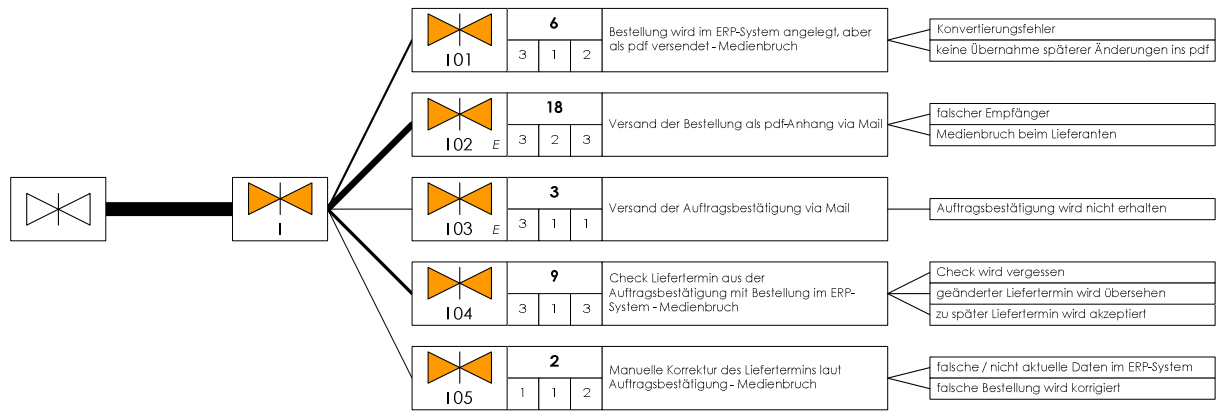 I
6
3 1 2
I01
Bestellung wird im ERP-System angelegt, aber
als pdf versendet - Medienbruch
Konvertierungsfehler
keine Übernahme späterer Änderungen ins pdf
18
3 2 3
I02 E
Versand der Bestellung als pdf-Anhang via Mail
falscher Empfänger
Medienbruch beim Lieferanten
3
3 1 1
I03 E
Versand der Auftragsbestätigung via Mail
Auftragsbestätigung wird nicht erhalten
9
3 1 3
I04
Check Liefertermin aus der
Auftragsbestätigung mit Bestellung im ERP-
System - Medienbruch
Check wird vergessen
geänderter Liefertermin wird übersehen
zu später Liefertermin wird akzeptiert
2
1 1 2
I05
Manuelle Korrektur des Liefertermins laut
Auftragsbestätigung - Medienbruch
falsche / nicht aktuelle Daten im ERP-System
falsche Bestellung wird korrigiert